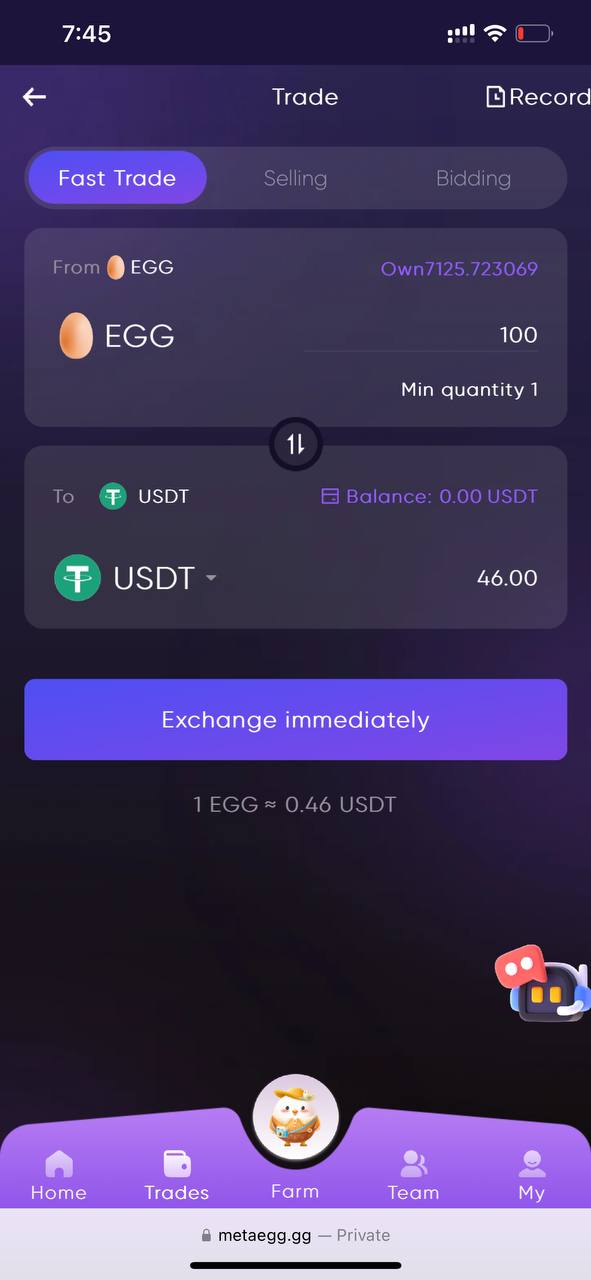 7:45
Trade
Record
Fast Trade
Selling
Bidding
From EGG
Own7125.723069
EGG
100
Min quantity 1
To USDT
Balance: 0.00 USDT
USDT
46.00
Exchange immediately
1 EGG ≈ 0.46 USDT
Home
Trades
Farm
Team
My
metaegg.gg — Private